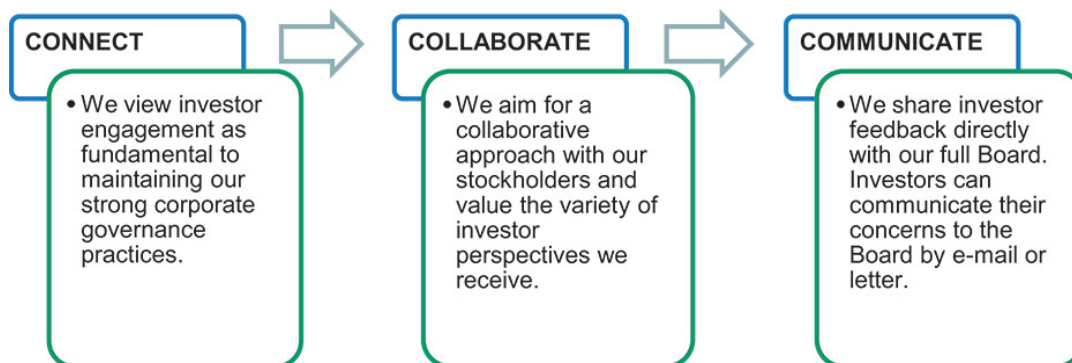 CONNECT
• We view investor
engagement as
fundamental to
maintaining our
strong corporate
governance
practices.
COLLABORATE
• We aim for a
collaborative
approach with our
stockholders and
value the variety of
investor
perspectives we
receive.
COMMUNICATE
• We share investor
feedback directly
with our full Board.
Investors can
communicate their
concerns to the
Board by e-mail or
letter.